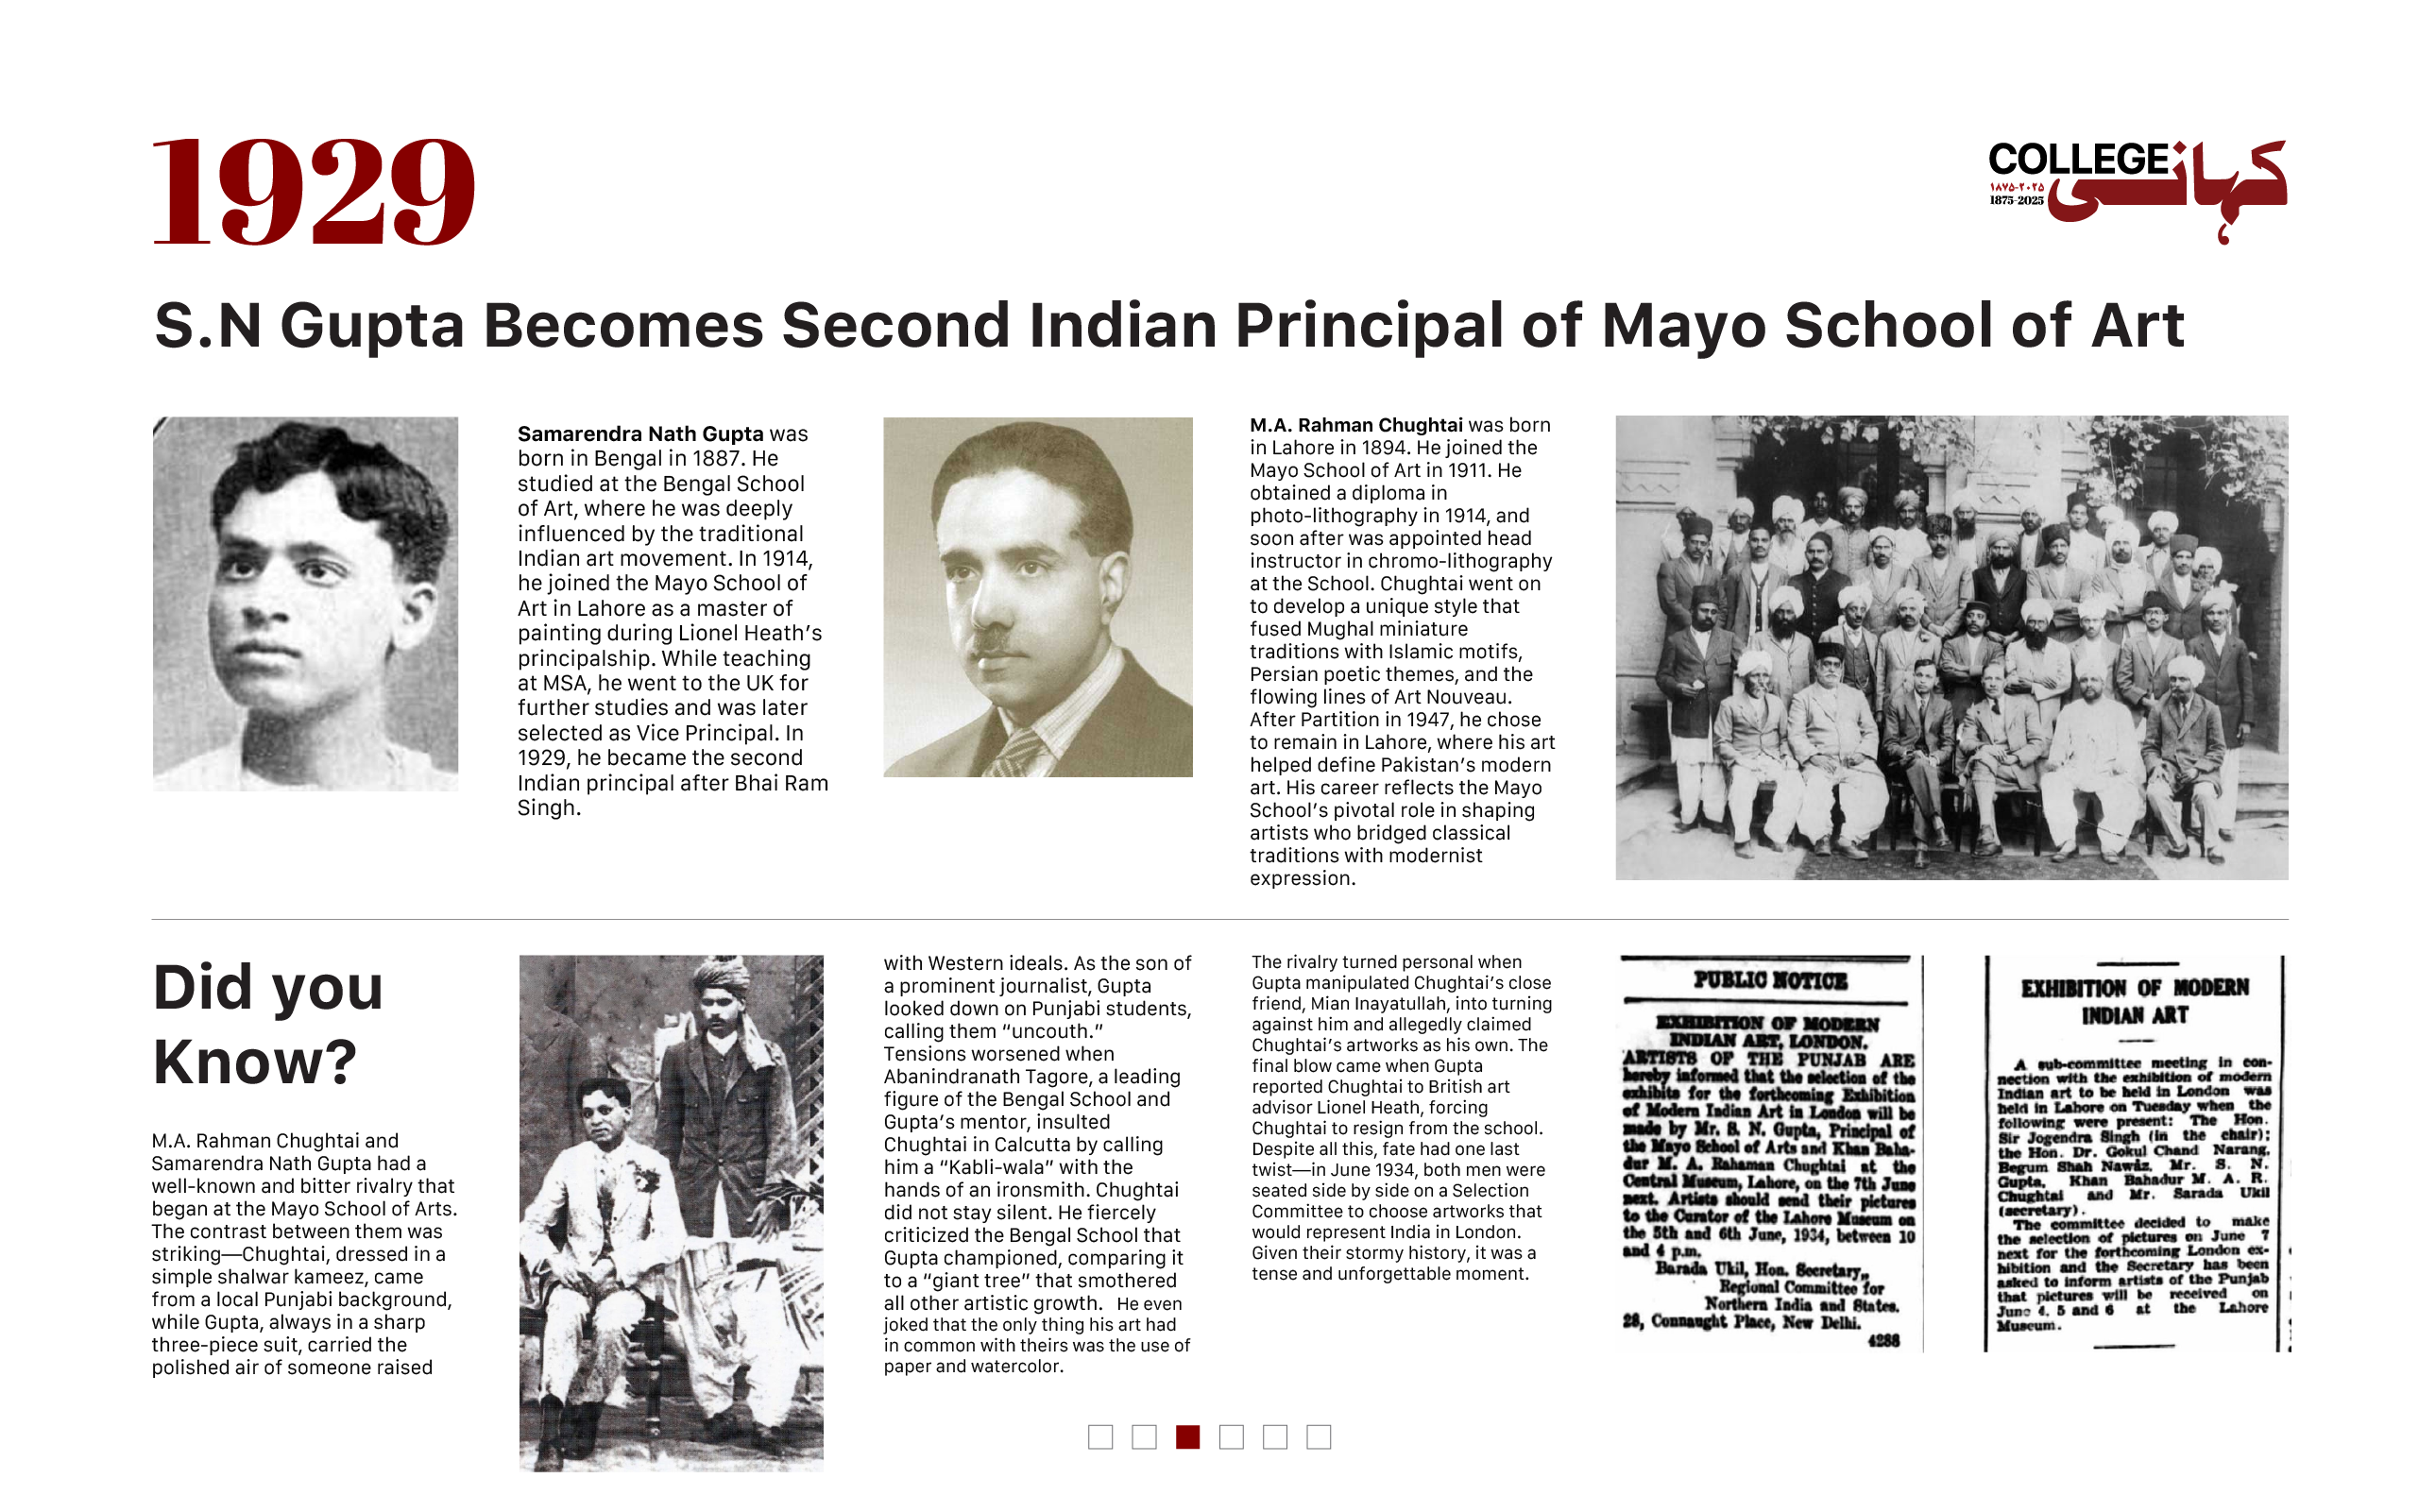 1929
COLLEGE کہانی
۱۸۷۵-۲۰۲۵
1875-2025
S.N Gupta Becomes Second Indian Principal of Mayo School of Art
Samarendra Nath Gupta was
born in Bengal in 1887. He
studied at the Bengal School
of Art, where he was deeply
influenced by the traditional
Indian art movement. In 1914,
he joined the Mayo School of
Art in Lahore as a master of
painting during Lionel Heath’s
principalship. While teaching
at MSA, he went to the UK for
further studies and was later
selected as Vice Principal. In
1929, he became the second
Indian principal after Bhai Ram
Singh.
M.A. Rahman Chughtai was born
in Lahore in 1894. He joined the
Mayo School of Art in 1911. He
obtained a diploma in
photo-lithography in 1914, and
soon after was appointed head
instructor in chromo-lithography
at the School. Chughtai went on
to develop a unique style that
fused Mughal miniature
traditions with Islamic motifs,
Persian poetic themes, and the
flowing lines of Art Nouveau.
After Partition in 1947, he chose
to remain in Lahore, where his art
helped define Pakistan’s modern
art. His career reflects the Mayo
School’s pivotal role in shaping
artists who bridged classical
traditions with modernist
expression.
Did you
Know?
M.A. Rahman Chughtai and
Samarendra Nath Gupta had a
well-known and bitter rivalry that
began at the Mayo School of Arts.
The contrast between them was
striking—Chughtai, dressed in a
simple shalwar kameez, came
from a local Punjabi background,
while Gupta, always in a sharp
three-piece suit, carried the
polished air of someone raised
with Western ideals. As the son of
a prominent journalist, Gupta
looked down on Punjabi students,
calling them “uncouth.”
Tensions worsened when
Abanindranath Tagore, a leading
figure of the Bengal School and
Gupta’s mentor, insulted
Chughtai in Calcutta by calling
him a “Kabli-wala” with the
hands of an ironsmith. Chughtai
did not stay silent. He fiercely
criticized the Bengal School that
Gupta championed, comparing it
to a “giant tree” that smothered
all other artistic growth. He even
joked that the only thing his art had
in common with theirs was the use of
paper and watercolor.
The rivalry turned personal when
Gupta manipulated Chughtai’s close
friend, Mian Inayatullah, into turning
against him and allegedly claimed
Chughtai’s artworks as his own. The
final blow came when Gupta
reported Chughtai to British art
advisor Lionel Heath, forcing
Chughtai to resign from the school.
Despite all this, fate had one last
twist—in June 1934, both men were
seated side by side on a Selection
Committee to choose artworks that
would represent India in London.
Given their stormy history, it was a
tense and unforgettable moment.
PUBLIC NOTICE
EXHIBITION OF MODERN
INDIAN ART, LONDON.
ARTISTS OF THE PUNJAB ARE
hereby informed that the selection of the
exhibits for the forthcoming Exhibition
of Modern Indian Art in London will be
made by Mr. S. N. Gupta, Principal of
the Mayo School of Arts and Khan Baha-
dur M. A. Rahaman Chughtai at the
Central Museum, Lahore, on the 7th June
next. Artists should send their pictures
to the Curator of the Lahore Museum on
the 5th and 6th June, 1934, between 10
and 4 p.m.
Barada Ukil, Hon. Secretary,
Regional Committee for
Northern India and States.
28, Connaught Place, New Delhi.
4288
EXHIBITION OF MODERN
INDIAN ART
A sub-committee meeting in con-
nection with the exhibition of modern
Indian art to be held in London was
held in Lahore on Tuesday when the
following were present: The Hon.
Sir Jogendra Singh (in the chair);
the Hon. Dr. Gokul Chand Narang,
Begum Shah Nawaz, Mr. S. N.
Gupta, Khan Bahadur M. A. R.
Chughtai and Mr. Sarada Ukil
(secretary).
The committee decided to make
the selection of pictures on June 7
next for the forthcoming London ex-
hibition and the Secretary has been
asked to inform artists of the Punjab
that pictures will be received on
June 4, 5 and 6 at the Lahore
Museum.